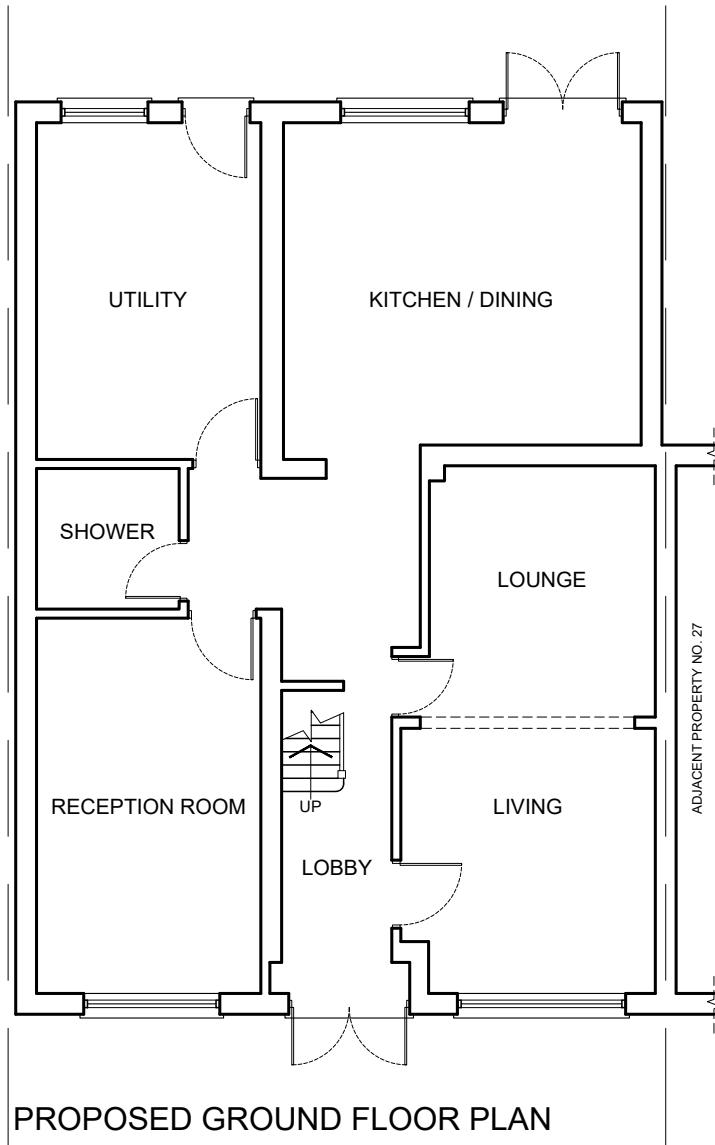 UTILITY
KITCHEN / DINING
SHOWER
LOUNGE
ADJACENT PROPERTY NO. 27
RECEPTION ROOM
UP
LIVING
LOBBY
PROPOSED GROUND FLOOR PLAN